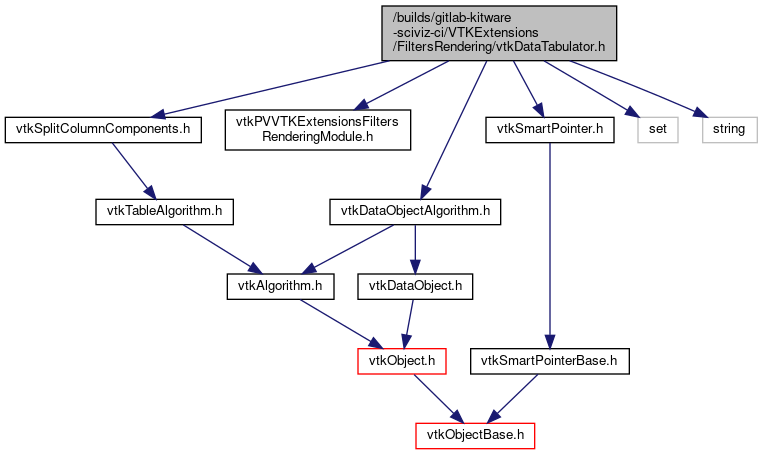 /builds/gitlab-kitware
-sciviz-ci/VTKExtensions
/FiltersRendering/vtkDataTabulator.h
vtkSplitColumnComponents.h
vtkPVVTKExtensionsFilters
RenderingModule.h
vtkSmartPointer.h
set
string
vtkTableAlgorithm.h
vtkDataObjectAlgorithm.h
vtkAlgorithm.h
vtkDataObject.h
vtkObject.h
vtkSmartPointerBase.h
vtkObjectBase.h